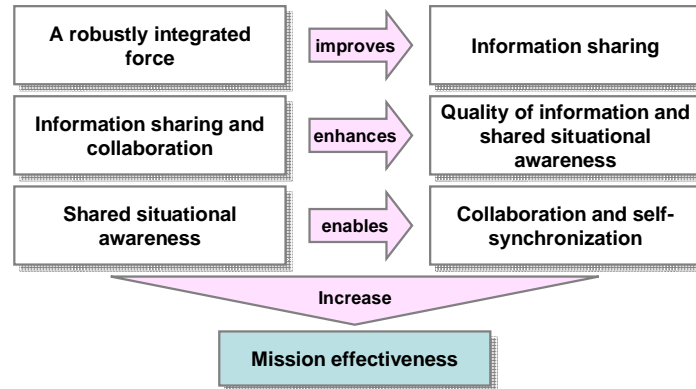 A robustly integrated
force
improves
Information sharing
Information sharing and
collaboration
enhances
Quality of information and
shared situational
awareness
Shared situational
awareness
enables
Collaboration and self-
synchronization
Increase
Mission effectiveness